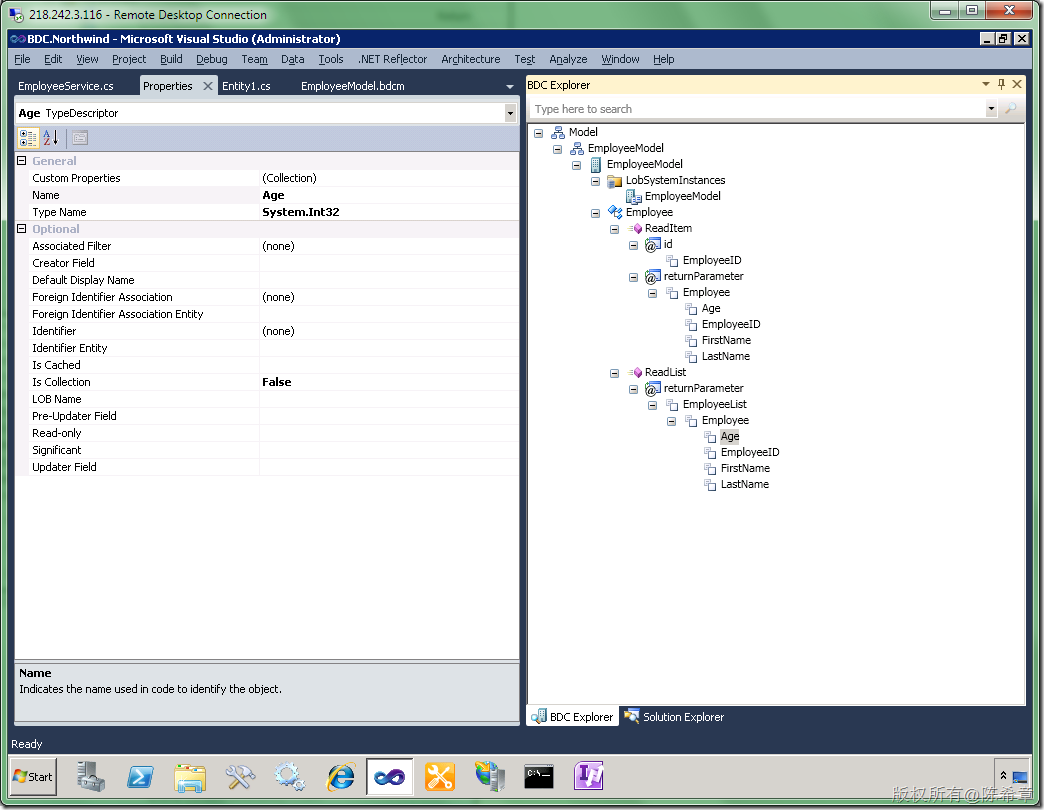 218.242.3.116 - Remote Desktop Connection
BDC.Northwind - Microsoft Visual Studio (Administrator)
File Edit View Project Build Debug Team Data Tools .NET Reflector Architecture Test Analyze Window Help
EmployeeService.cs Properties Entity1.cs EmployeeModel.bdcm
Age TypeDescriptor
General
Custom Properties (Collection)
Name Age
Type Name System.Int32
Optional
Associated Filter (none)
Creator Field
Default Display Name
Foreign Identifier Association (none)
Foreign Identifier Association Entity
Identifier (none)
Identifier Entity
Is Cached
Is Collection False
LOB Name
Pre-Updater Field
Read-only
Significant
Updater Field
Name
Indicates the name used in code to identify the object.
BDC Explorer
Type here to search
Model
EmployeeModel
EmployeeModel
LobSystemInstances
EmployeeModel
Employee
ReadItem
id
EmployeeID
returnParameter
Employee
Age
EmployeeID
FirstName
LastName
ReadList
returnParameter
EmployeeList
Employee
Age
EmployeeID
FirstName
LastName
BDC Explorer Solution Explorer
Ready
Start
C:\
版权所有@陈希章